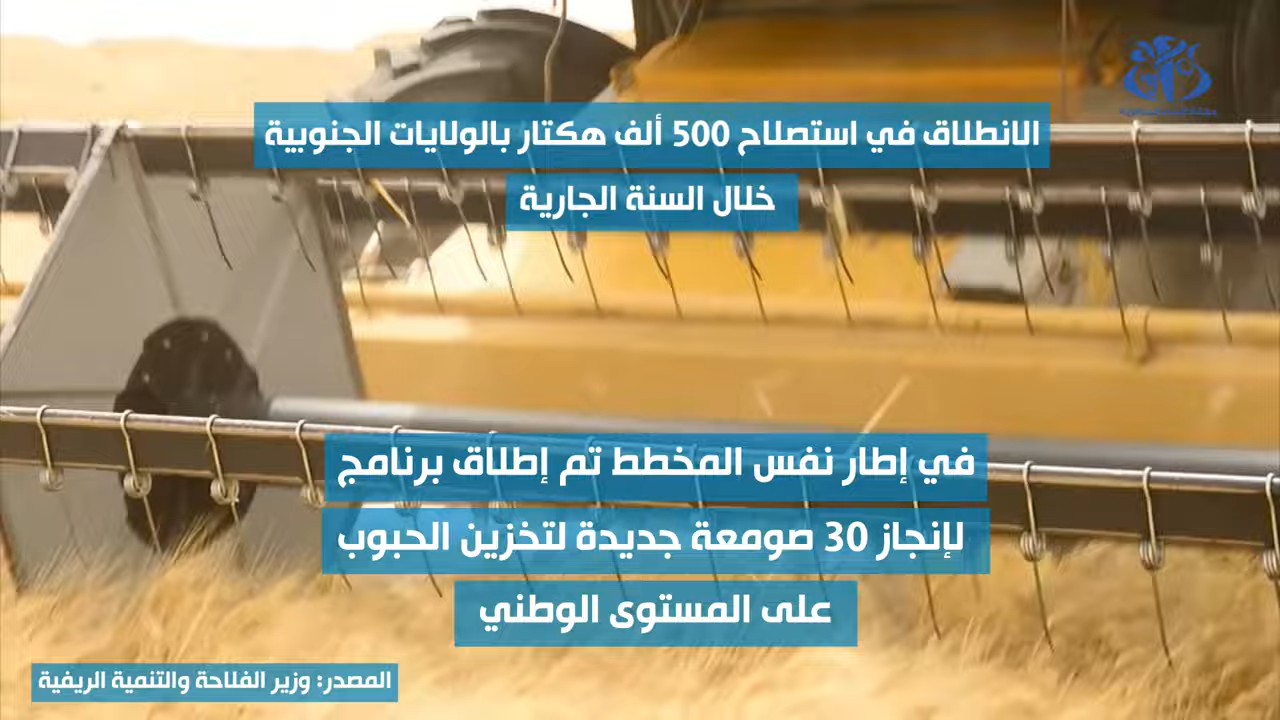 الانطلاق في استصلاح 500 ألف هكتار بالولايات الجنوبية
خلال السنة الجارية
في إطار نفس المخطط تم إطلاق برنامج
لإنجاز 30 صومعة جديدة لتخزين الحبوب
على المستوى الوطني
المصدر: وزير الفلاحة والتنمية الريفية